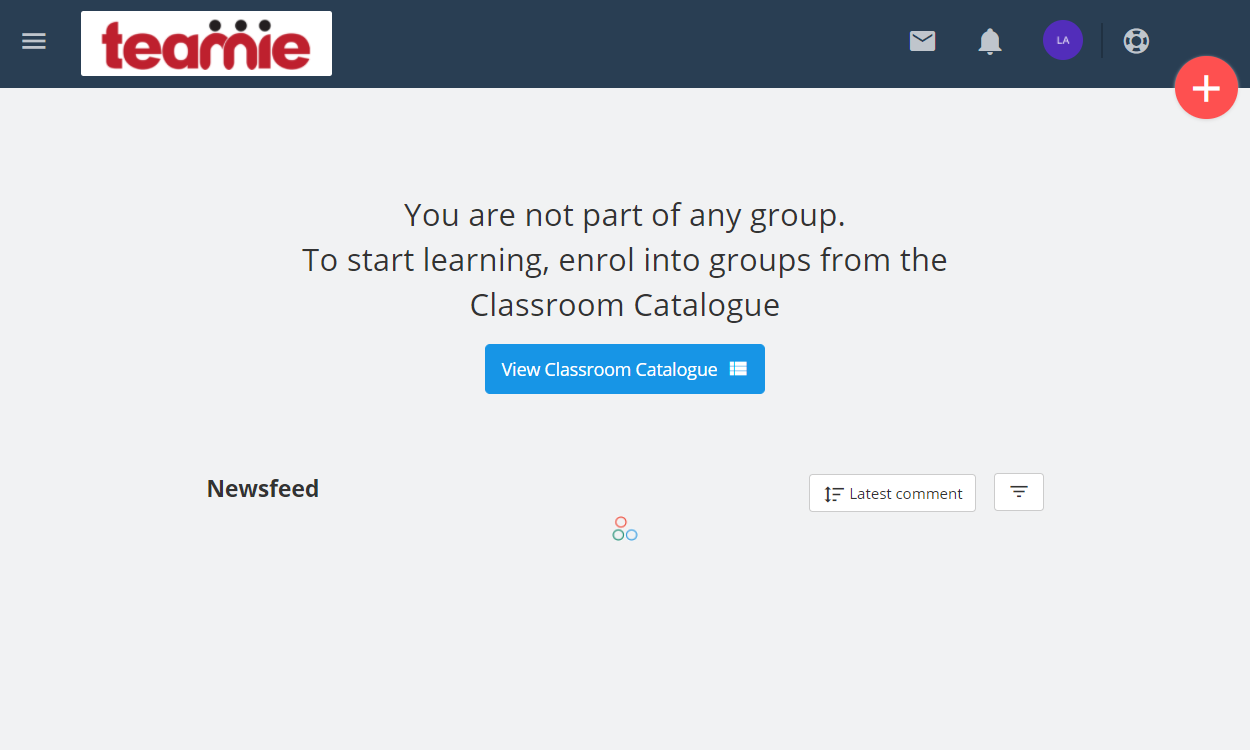 teamie
LA
You are not part of any group.
To start learning, enrol into groups from the
Classroom Catalogue
View Classroom Catalogue
Newsfeed
Latest comment